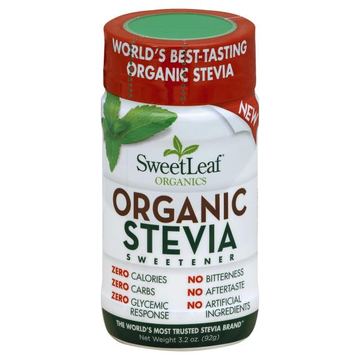 WORLD'S BEST-TASTING
ORGANIC STEVIA
NEW
SweetLeaf®
ORGANICS
ORGANIC
STEVIA
SWEETENER
ZERO CALORIES
ZERO CARBS
ZERO GLYCEMIC
RESPONSE
NO BITTERNESS
NO AFTERTASTE
NO ARTIFICIAL
INGREDIENTS
THE WORLD'S MOST TRUSTED STEVIA BRAND™
Net Weight 3.2 oz. (92g)